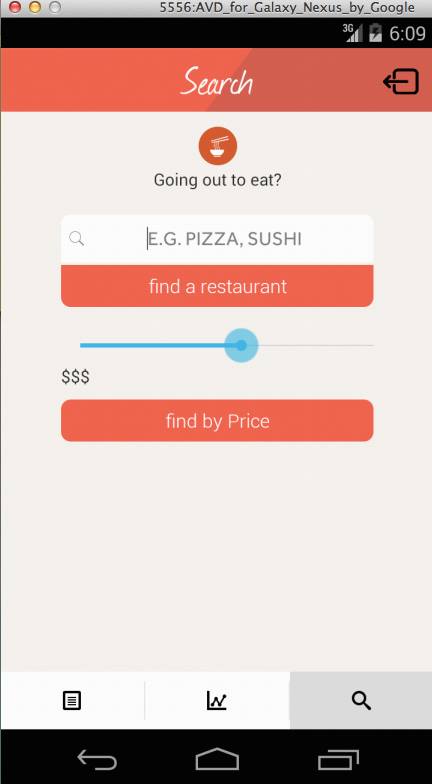 5556:AVD_for_Galaxy_Nexus_by_Google
3G 6:09
Search
Going out to eat?
E.G. PIZZA, SUSHI
find a restaurant
$$$
find by Price